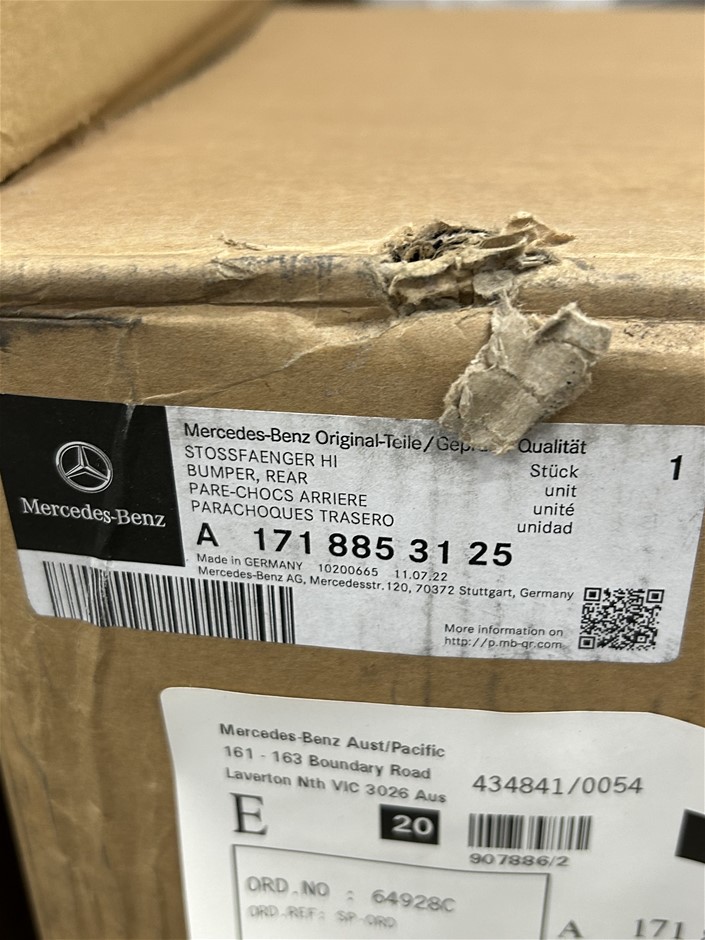 Mercedes-Benz
Mercedes-Benz Original-Teile/ Qualität
STOSSFAENGER HI
BUMPER, REAR
PARE-CHOCS ARRIERE
PARACHOQUES TRASERO
Stück
unit
unité
unidad
1
A 171 885 31 25
Made in GERMANY 10200665 11.07.22
Mercedes-Benz AG, Mercedesstr.120, 70372 Stuttgart, Germany
More information on
http://p.mb-qr.com
Mercedes-Benz Aust/Pacific
161 - 163 Boundary Road
Laverton Nth VIC 3026 Aus
434841/0054
E
20
907886/2
ORD.NO : 64928C
ORD.REF: SP-ORD
A 171